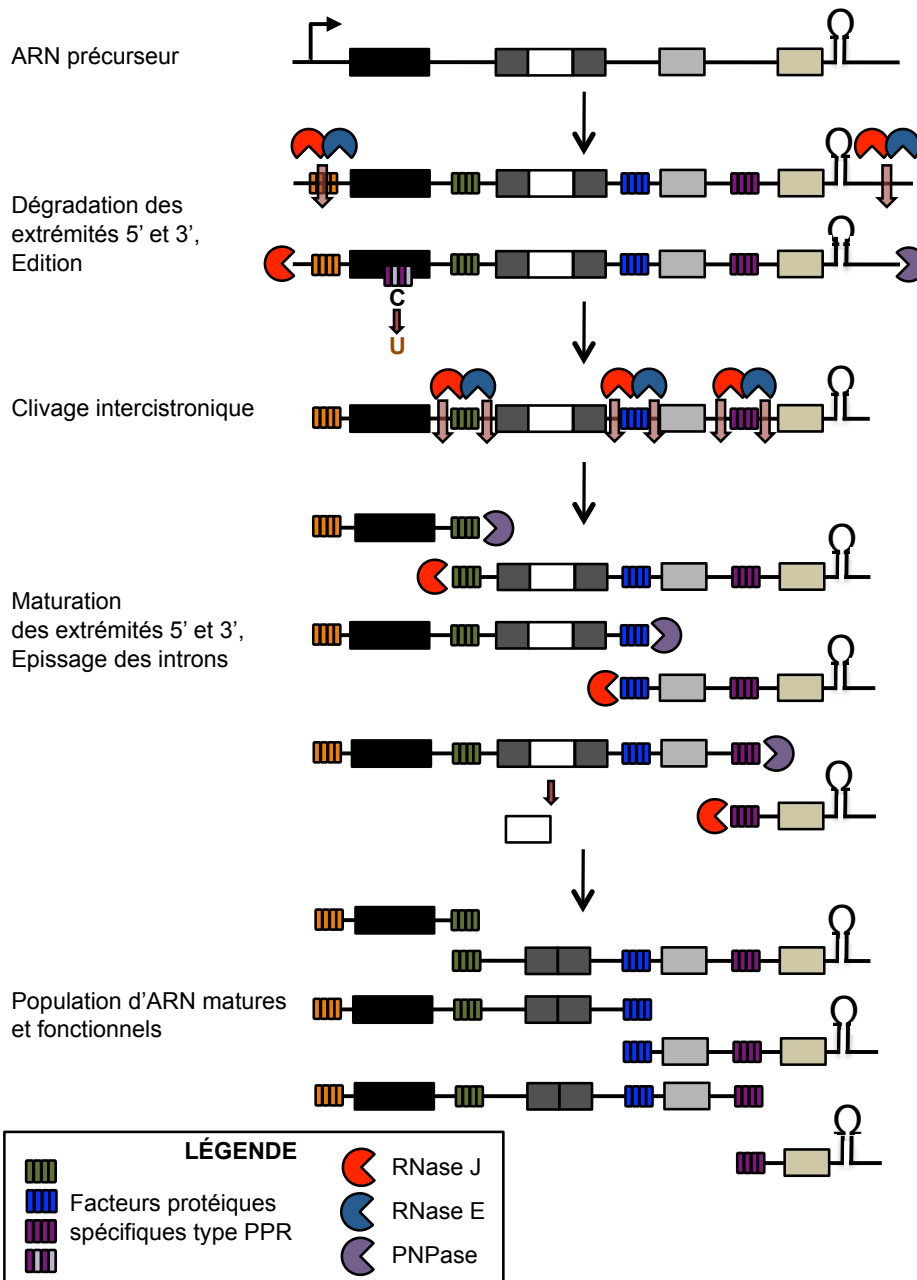 ARN précurseur
Dégradation des
extrémités 5’ et 3’,
Edition
C
U
Clivage intercistronique
Maturation
des extrémités 5’ et 3’,
Epissage des introns
Population d’ARN matures
et fonctionnels
LÉGENDE
Facteurs protéiques
spécifiques type PPR
RNase J
RNase E
PNPase